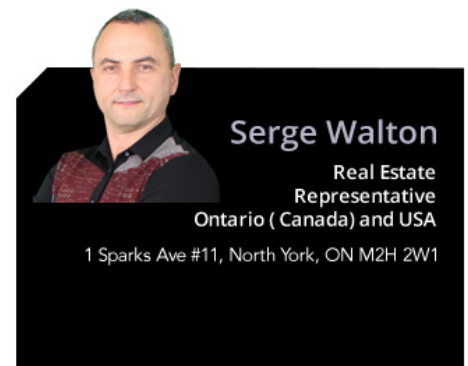 Serge Walton
Real Estate
Representative
Ontario ( Canada) and USA
1 Sparks Ave #11, North York, ON M2H 2W1